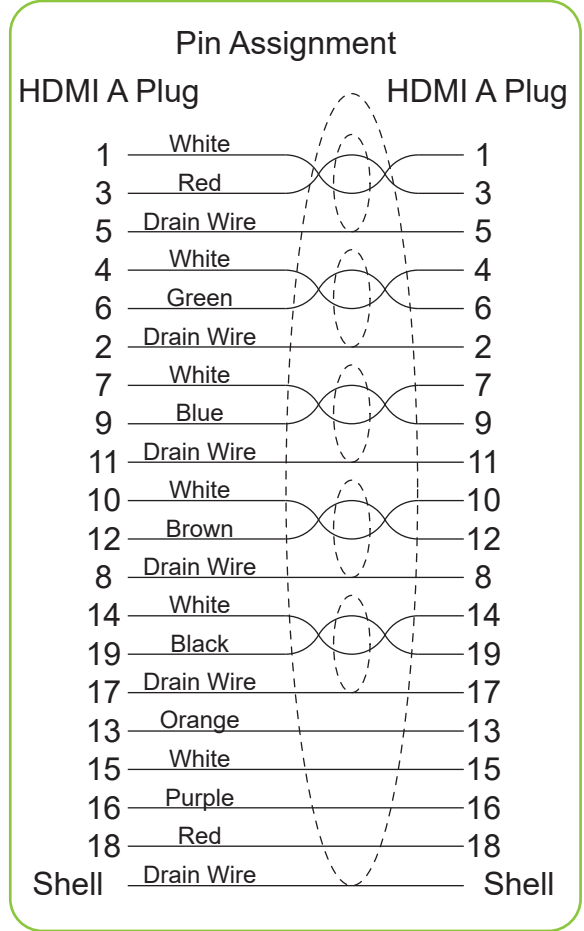 Pin Assignment
HDMI A Plug HDMI A Plug
1 White 1
3 Red 3
5 Drain Wire 5
4 White 4
6 Green 6
2 Drain Wire 2
7 White 7
9 Blue 9
11 Drain Wire 11
10 White 10
12 Brown 12
8 Drain Wire 8
14 White 14
19 Black 19
17 Drain Wire 17
13 Orange 13
15 White 15
16 Purple 16
18 Red 18
Shell Drain Wire Shell